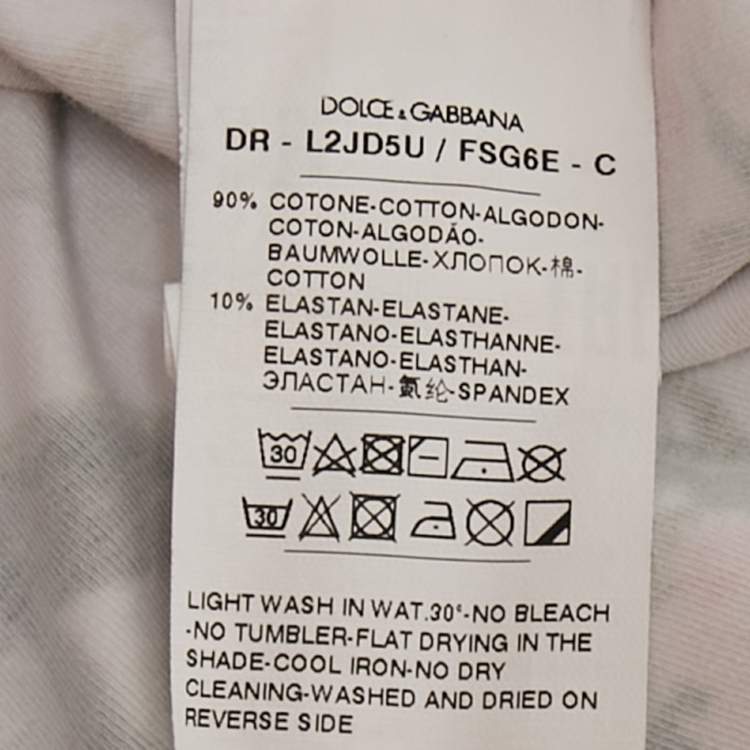 DOLCE & GABBANA
DR - L2JD5U / FSG6E - C
90% COTONE-COTTON-ALGODON-
COTON-ALGODÃO-
BAUMWOLLE-ХЛОПОК-棉-
COTTON
10% ELASTAN-ELASTANE-
ELASTANO-ELASTHANNE-
ELASTANO-ELASTHAN-
ЭЛАСТАН-氨纶-SPANDEX
30
30
LIGHT WASH IN WAT.30°-NO BLEACH
-NO TUMBLER-FLAT DRYING IN THE
SHADE-COOL IRON-NO DRY
CLEANING-WASHED AND DRIED ON
REVERSE SIDE